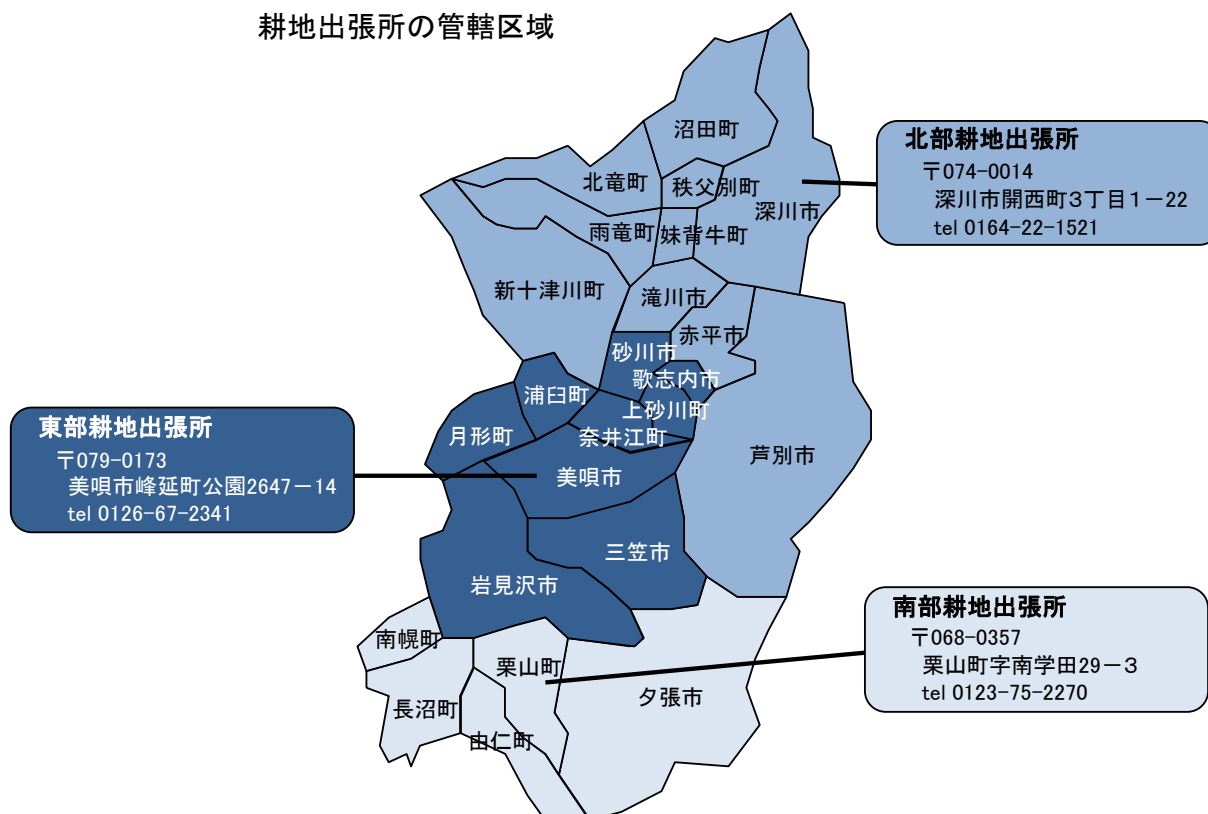 耕地出張所の管轄区域
沼田町
北部耕地出張所
〒074-0014
深川市開西町3丁目1－22
tel 0164-22-1521
北竜町
秩父別町
深川市
雨竜町
妹背牛町
新十津川町
滝川市
赤平市
砂川市
歌志内市
浦臼町
上砂川町
東部耕地出張所
〒079-0173
美唄市峰延町公園2647－14
tel 0126-67-2341
月形町
奈井江町
美唄市
芦別市
三笠市
岩見沢市
南部耕地出張所
〒068-0357
栗山町字南学田29－3
tel 0123-75-2270
南幌町
栗山町
夕張市
長沼町
由仁町